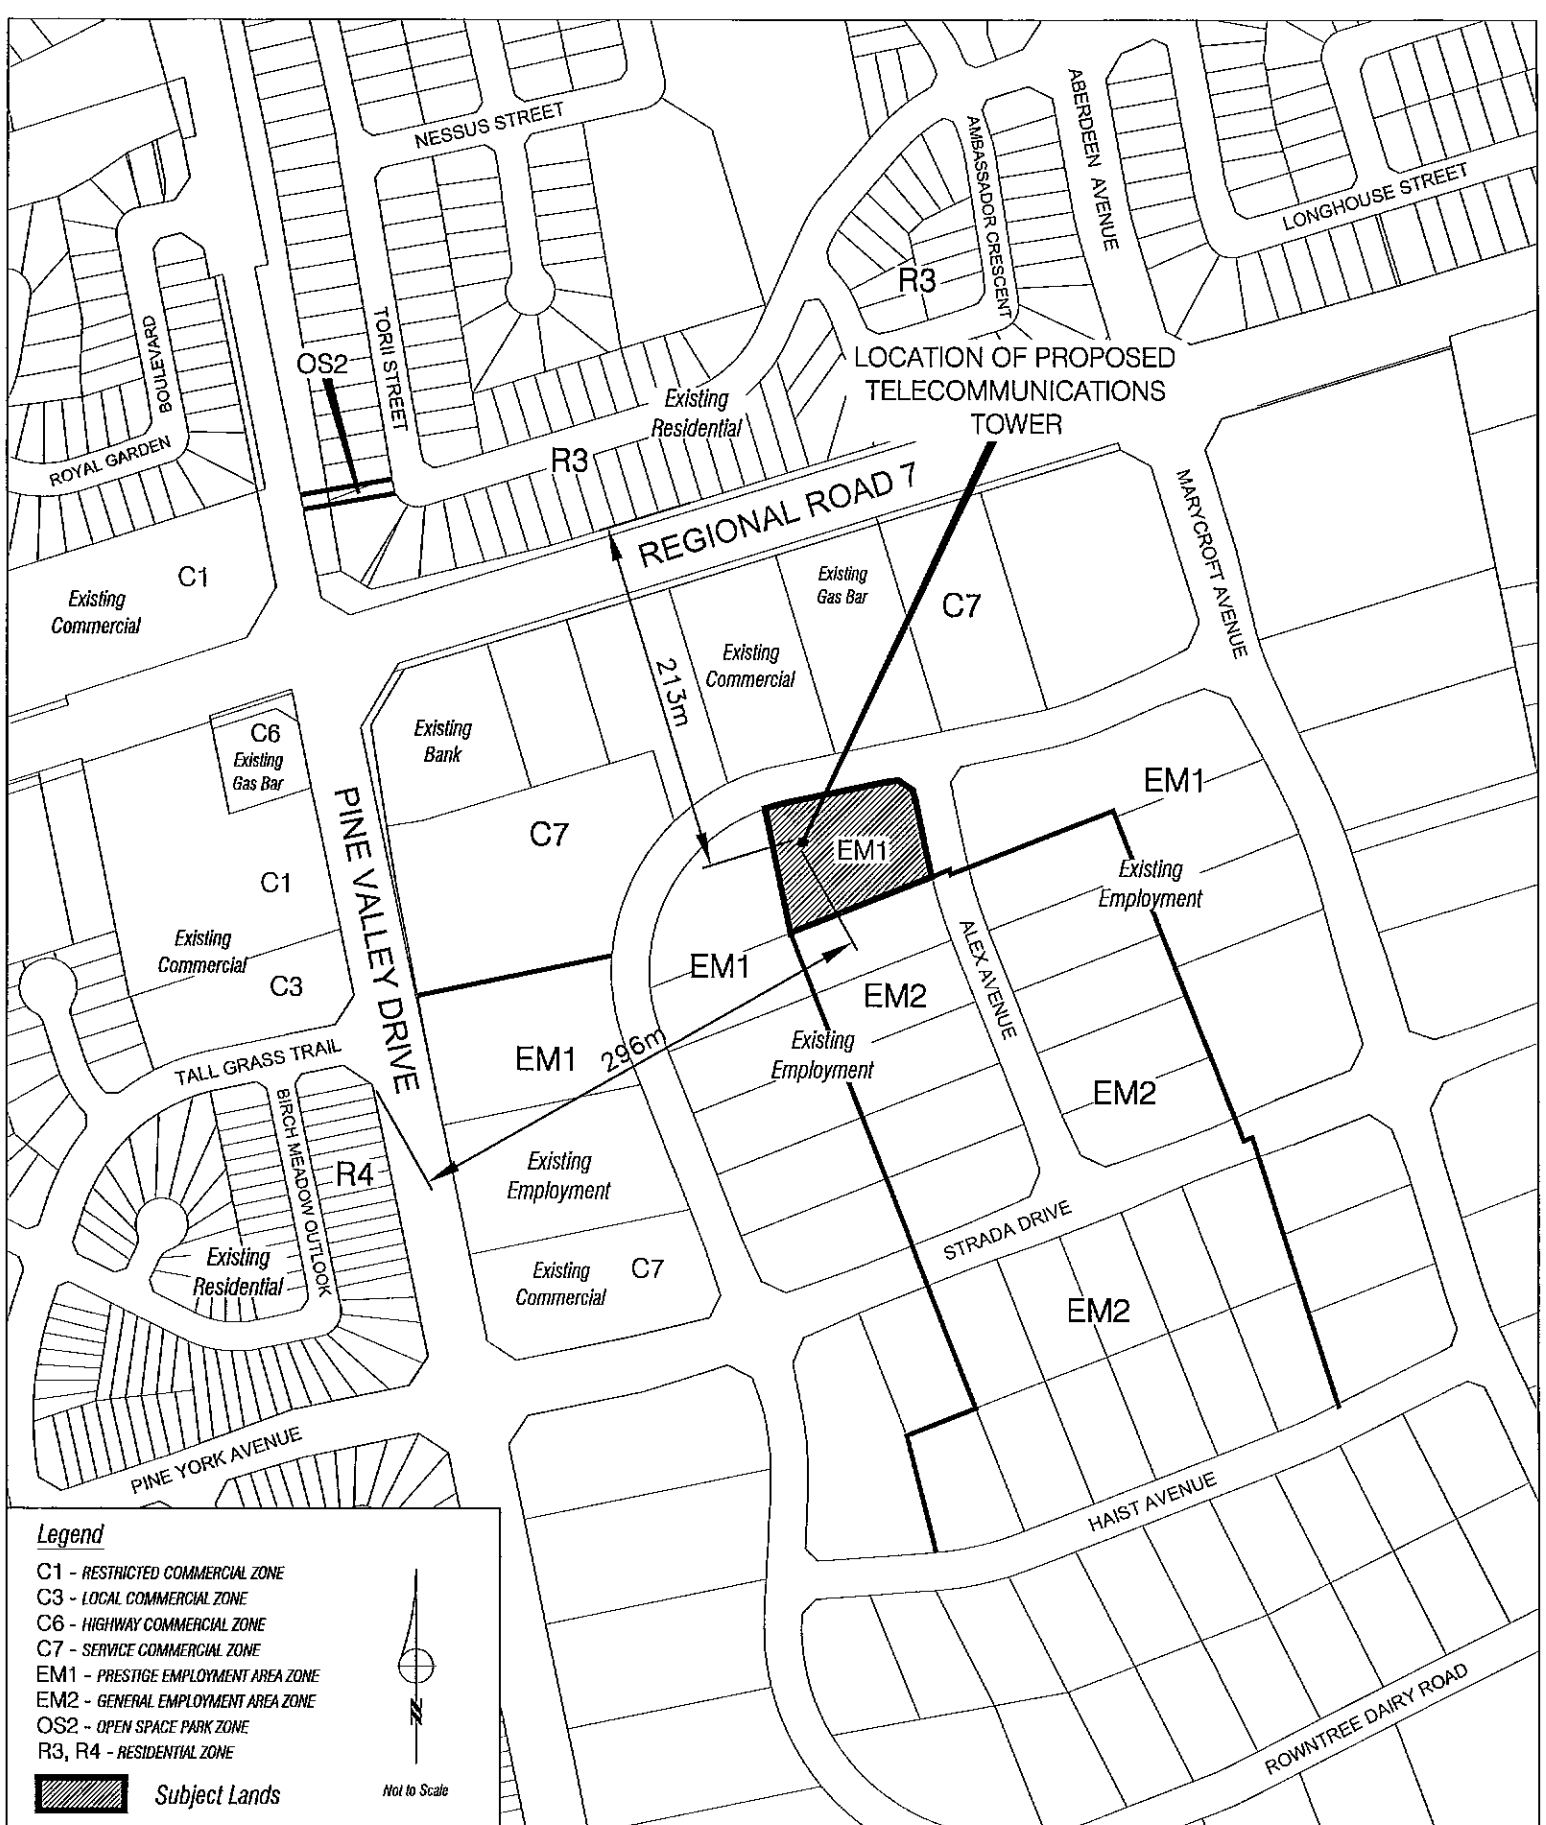 NESSUS STREET
ABERDEEN AVENUE
AMBASSADOR CRESCENT
LONGHOUSE STREET
R3
BOULEVARD
TORII STREET
OS2
LOCATION OF PROPOSED
TELECOMMUNICATIONS
TOWER
Existing
Residential
ROYAL GARDEN
R3
REGIONAL ROAD 7
MARYCROFT AVENUE
C1
Existing
Commercial
Existing
Gas Bar
C7
Existing
Commercial
213m
C6
Existing
Gas Bar
Existing
Bank
PINE VALLEY DRIVE
C7
EM1
EM1
C1
Existing
Employment
Existing
Commercial
C3
EM1
EM2
ALEX AVENUE
Existing
Employment
EM1
296m
TALL GRASS TRAIL
BIRCH MEADOW OUTLOOK
EM2
R4
Existing
Employment
Existing
Residential
STRADA DRIVE
Existing
Commercial
C7
EM2
PINE YORK AVENUE
HAIST AVENUE
ROWNTREE DAIRY ROAD
Legend
C1 - RESTRICTED COMMERCIAL ZONE
C3 - LOCAL COMMERCIAL ZONE
C6 - HIGHWAY COMMERCIAL ZONE
C7 - SERVICE COMMERCIAL ZONE
EM1 - PRESTIGE EMPLOYMENT AREA ZONE
EM2 - GENERAL EMPLOYMENT AREA ZONE
OS2 - OPEN SPACE PARK ZONE
R3, R4 - RESIDENTIAL ZONE
Subject Lands
N
Not to Scale